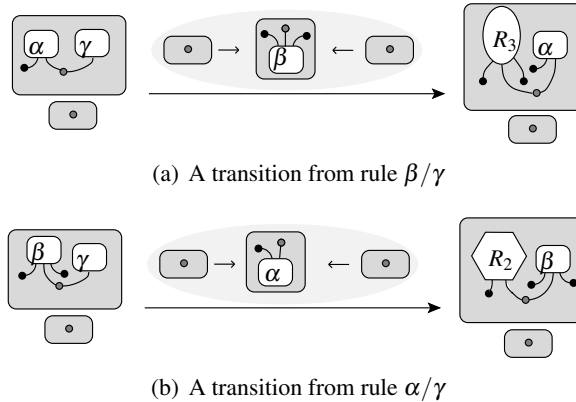 α γ β R₃ α
(a) A transition from rule β/γ
β γ α R₂ β
(b) A transition from rule α/γ